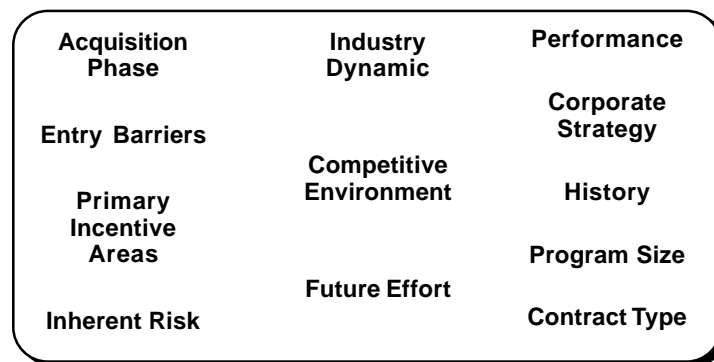 Acquisition
Phase
Entry Barriers
Primary
Incentive
Areas
Inherent Risk
Industry
Dynamic
Competitive
Environment
Future Effort
Performance
Corporate
Strategy
History
Program Size
Contract Type